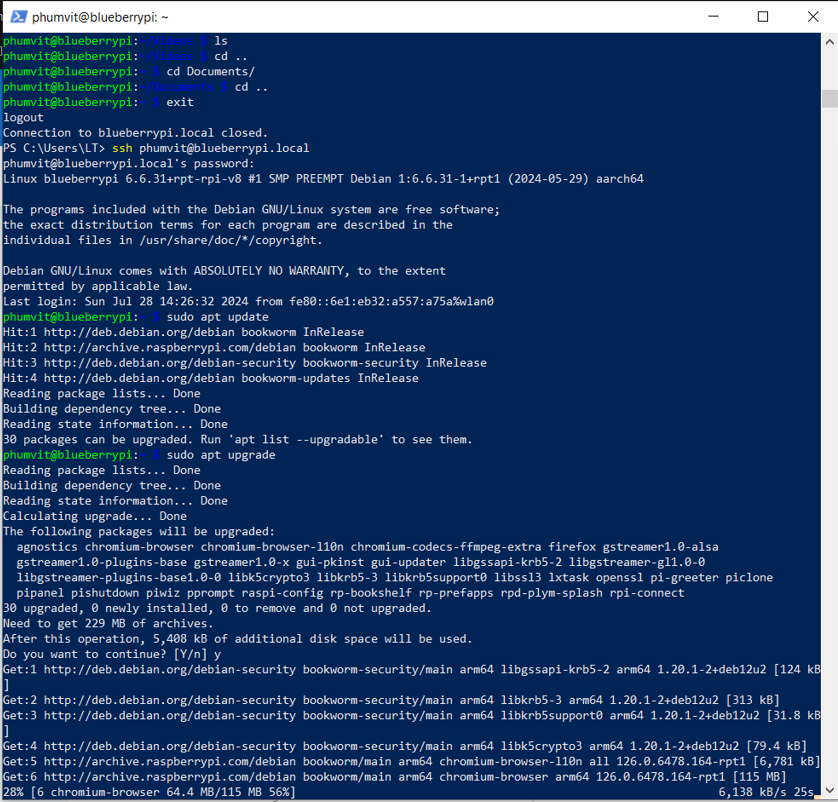 phumvit@blueberrypi: ~
phumvit@blueberrypi:~/Videos $ ls
phumvit@blueberrypi:~/Videos $ cd ..
phumvit@blueberrypi:~ $ cd Documents/
phumvit@blueberrypi:~/Documents $ cd ..
phumvit@blueberrypi:~ $ exit
logout
Connection to blueberrypi.local closed.
PS C:\Users\LT> ssh phumvit@blueberrypi.local
phumvit@blueberrypi.local's password:
Linux blueberrypi 6.6.31+rpt-rpi-v8 #1 SMP PREEMPT Debian 1:6.6.31-1+rpt1 (2024-05-29) aarch64
The programs included with the Debian GNU/Linux system are free software;
the exact distribution terms for each program are described in the
individual files in /usr/share/doc/*/copyright.
Debian GNU/Linux comes with ABSOLUTELY NO WARRANTY, to the extent
permitted by applicable law.
Last login: Sun Jul 28 14:26:32 2024 from fe80::6e1:eb32:a557:a75a%wlan0
phumvit@blueberrypi:~ $ sudo apt update
Hit:1 http://deb.debian.org/debian bookworm InRelease
Hit:2 http://archive.raspberrypi.com/debian bookworm InRelease
Hit:3 http://deb.debian.org/debian-security bookworm-security InRelease
Hit:4 http://deb.debian.org/debian bookworm-updates InRelease
Reading package lists... Done
Building dependency tree... Done
Reading state information... Done
30 packages can be upgraded. Run 'apt list --upgradable' to see them.
phumvit@blueberrypi:~ $ sudo apt upgrade
Reading package lists... Done
Building dependency tree... Done
Reading state information... Done
Calculating upgrade... Done
The following packages will be upgraded:
agnostics chromium-browser chromium-browser-l10n chromium-codecs-ffmpeg-extra firefox gstreamer1.0-alsa
gstreamer1.0-plugins-base gstreamer1.0-x gui-pkinst gui-updater libgssapi-krb5-2 libgstreamer-gl1.0-0
libgstreamer-plugins-base1.0-0 libk5crypto3 libkrb5-3 libkrb5support0 libssl3 lxtask openssl pi-greeter piclone
pipanel pishutdown piwiz pprompt raspi-config rp-bookshelf rp-prefapps rpd-plym-splash rpi-connect
30 upgraded, 0 newly installed, 0 to remove and 0 not upgraded.
Need to get 229 MB of archives.
After this operation, 5,408 kB of additional disk space will be used.
Do you want to continue? [Y/n] y
Get:1 http://deb.debian.org/debian-security bookworm-security/main arm64 libgssapi-krb5-2 arm64 1.20.1-2+deb12u2 [124 kB
]
Get:2 http://deb.debian.org/debian-security bookworm-security/main arm64 libkrb5-3 arm64 1.20.1-2+deb12u2 [313 kB]
Get:3 http://deb.debian.org/debian-security bookworm-security/main arm64 libkrb5support0 arm64 1.20.1-2+deb12u2 [31.8 kB
]
Get:4 http://deb.debian.org/debian-security bookworm-security/main arm64 libk5crypto3 arm64 1.20.1-2+deb12u2 [79.4 kB]
Get:5 http://archive.raspberrypi.com/debian bookworm/main arm64 chromium-browser-l10n all 126.0.6478.164-rpt1 [6,781 kB]
Get:6 http://archive.raspberrypi.com/debian bookworm/main arm64 chromium-browser arm64 126.0.6478.164-rpt1 [115 MB]
28% [6 chromium-browser 64.4 MB/115 MB 56%] 6,138 kB/s 25s